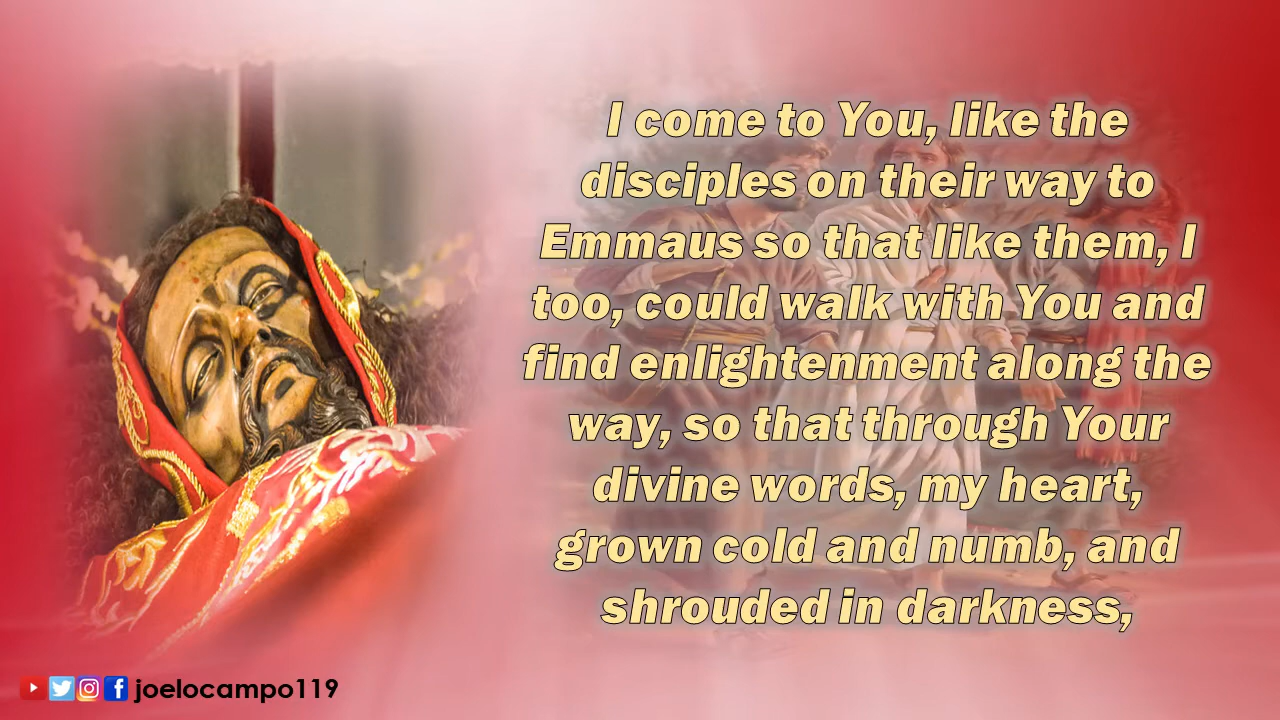 I come to You, like the
disciples on their way to
Emmaus so that like them, I
too, could walk with You and
find enlightenment along the
way, so that through Your
divine words, my heart,
grown cold and numb, and
shrouded in darkness,
joelocampo119